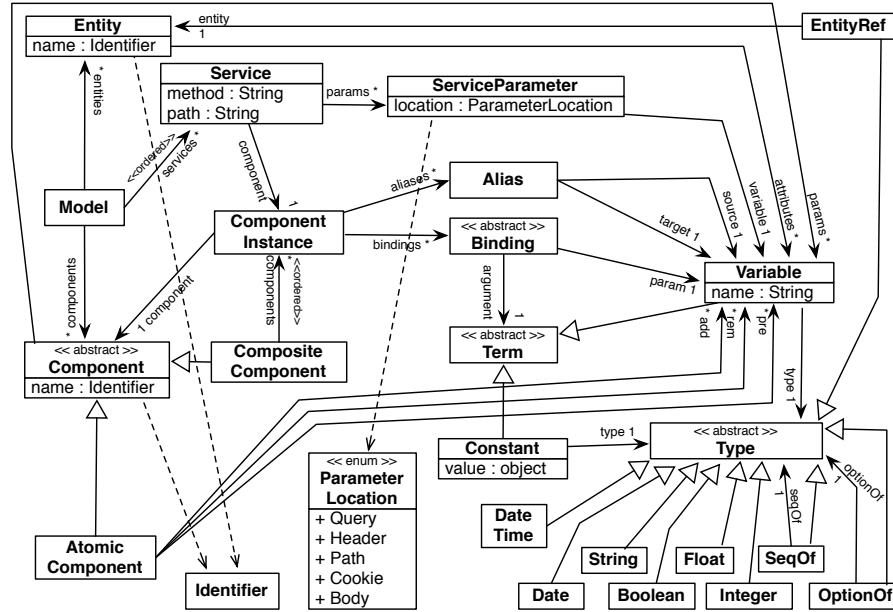 Entity
name : Identifier
entity
1
EntityRef
Service
method : String
path : String
params *
ServiceParameter
location : ParameterLocation
* entities
<<ordered>>
services *
component
1
Model
Component
Instance
aliases *
Alias
source 1
variable 1
attributes *
params *
target 1
bindings *
<< abstract >>
Binding
param 1
Variable
name : String
* components
1 component
*
<<ordered>>
components
argument
1
<< abstract >>
Component
name : Identifier
Composite
Component
<< abstract >>
Term
* add
* rem
* pre
type 1
Constant
value : object
type 1
<< abstract >>
Type
<< enum >>
Parameter
Location
+ Query
+ Header
+ Path
+ Cookie
+ Body
seqOf
1
optionOf
1
Date
Time
Atomic
Component
Identifier
String
Float
SeqOf
Date
Boolean
Integer
OptionOf